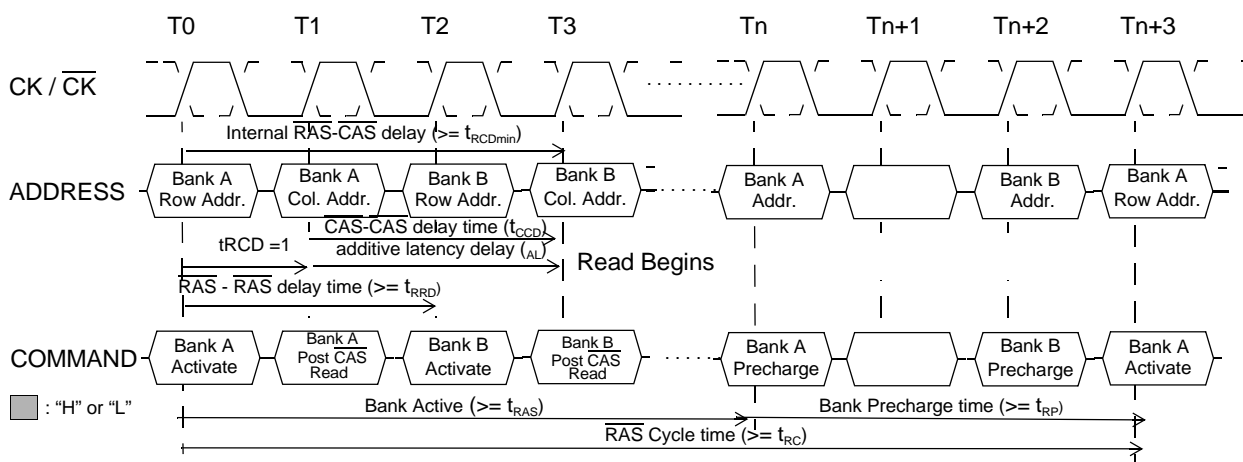 T0 T1 T2 T3 Tn Tn+1 Tn+2 Tn+3
CK / CK
Internal RAS-CAS delay (>= tRCDmin)
ADDRESS
Bank A
Row Addr.
Bank A
Col. Addr.
Bank B
Row Addr.
Bank B
Col. Addr.
Bank A
Addr.
Bank B
Addr.
Bank A
Row Addr.
CAS-CAS delay time (tCCD)
tRCD =1
additive latency delay (AL)
Read Begins
RAS - RAS delay time (>= tRRD)
COMMAND
Bank A
Activate
Bank A
Post CAS
Read
Bank B
Activate
Bank B
Post CAS
Read
Bank A
Precharge
Bank B
Precharge
Bank A
Activate
: “H” or “L”
Bank Active (>= tRAS)
Bank Precharge time (>= tRP)
RAS Cycle time (>= tRC)